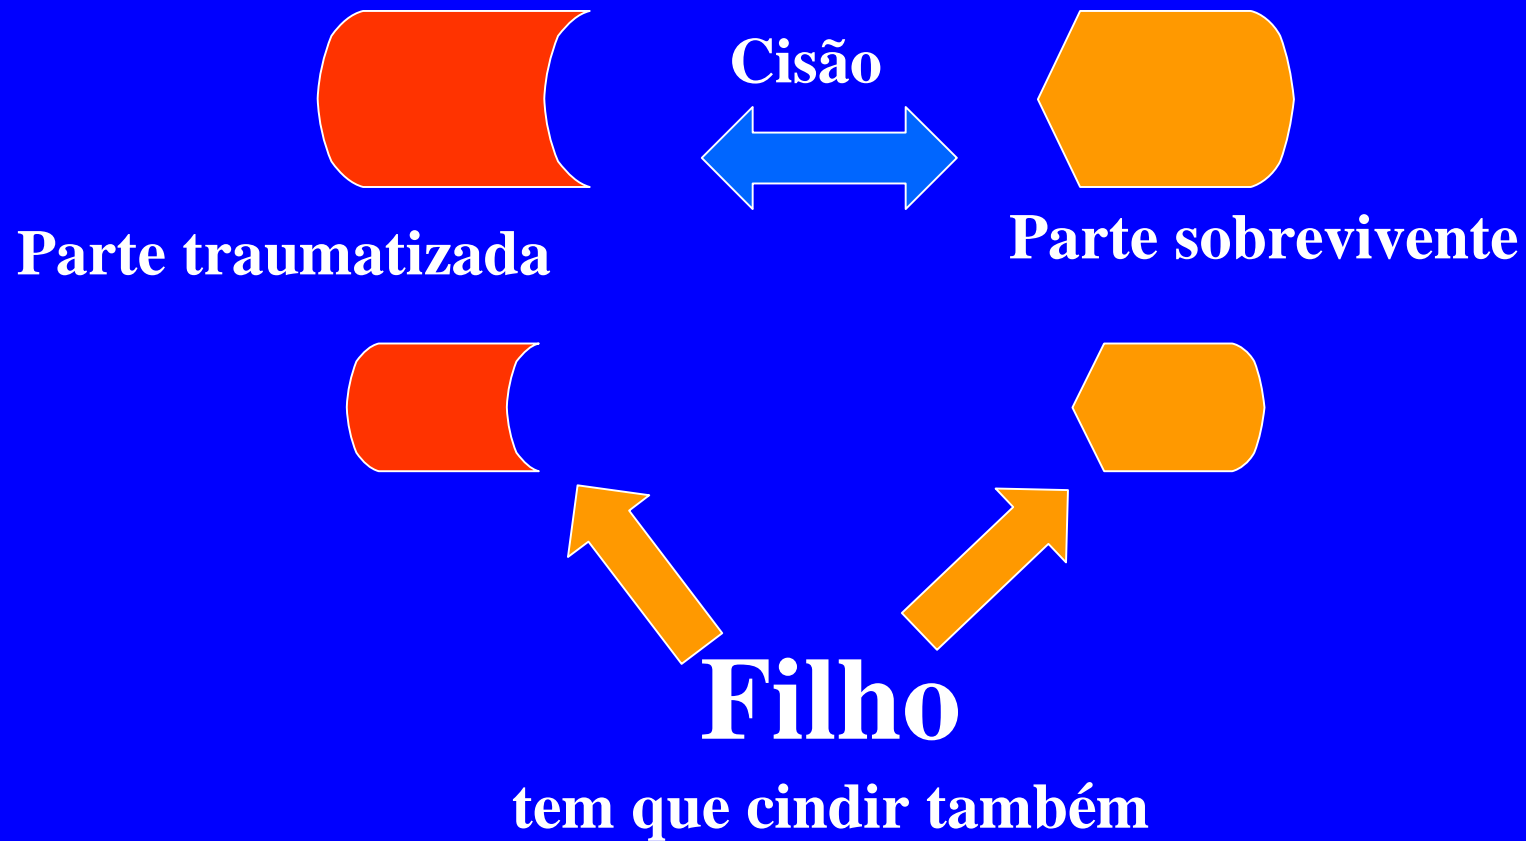 Cisão
Parte traumatizada
Parte sobrevivente
Filho
tem que cindir também